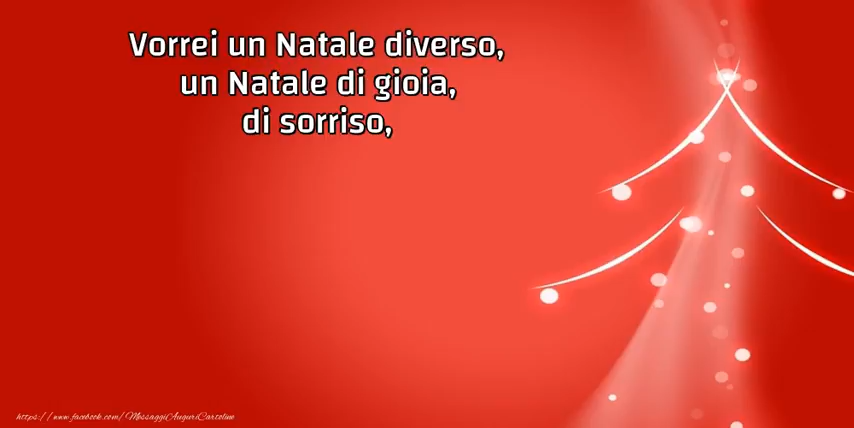 Vorrei un Natale diverso,
un Natale di gioia,
di sorriso,
https://www.facebook.com/MessaggiAuguriCartoline